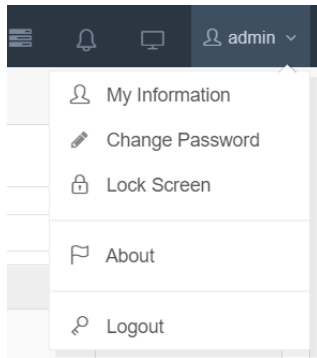 admin
My Information
Change Password
Lock Screen
About
Logout